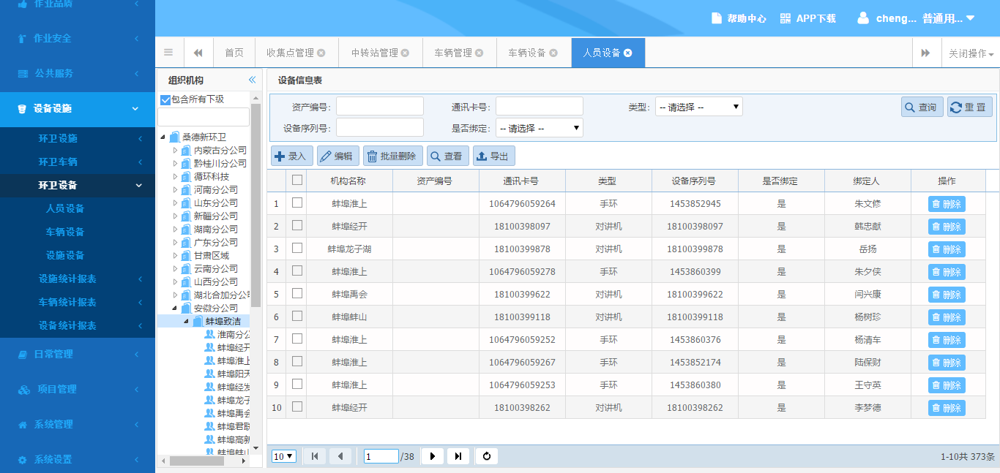 帮助中心 APP下载 cheng... 普通用...
作业品质
作业安全
公共服务
设备设施
环卫设施
环卫车辆
环卫设备
人员设备
车辆设备
设施设备
设施统计报表
车辆统计报表
设备统计报表
日常管理
项目管理
系统管理
系统设置
首页 收集点管理 中转站管理 车辆管理 车辆设备 人员设备 关闭操作
组织机构
包含所有下级
桑德新环卫
内蒙古分公司
黔桂川分公司
循环科技
河南分公司
山东分公司
新疆分公司
湖南分公司
广东分公司
甘肃区域
云南分公司
山西分公司
湖北合加分公司
安徽分公司
蚌埠致洁
淮南分公
蚌埠经开
蚌埠淮上
蚌埠阳天
蚌埠经发
蚌埠龙子
蚌埠禹会
蚌埠君联
蚌埠高新
蚌埠蚌山
设备信息表
资产编号: 通讯卡号: 类型: -- 请选择 -- 查询 重 置
设备序列号: 是否绑定: -- 请选择 --
录入 编辑 批量删除 查看 导出
机构名称 资产编号 通讯卡号 类型 设备序列号 是否绑定 绑定人 操作
1 蚌埠淮上 1064796059264 手环 1453852945 是 朱文修 删除
2 蚌埠经开 18100398097 对讲机 18100398097 是 韩忠献 删除
3 蚌埠龙子湖 18100399878 对讲机 18100399878 是 岳扬 删除
4 蚌埠淮上 1064796059278 手环 1453860399 是 朱夕侠 删除
5 蚌埠禹会 18100399622 对讲机 18100399622 是 闫兴康 删除
6 蚌埠蚌山 18100399118 对讲机 18100399118 是 杨树珍 删除
7 蚌埠淮上 1064796059252 手环 1453860376 是 杨清车 删除
8 蚌埠淮上 1064796059267 手环 1453852174 是 陆保财 删除
9 蚌埠淮上 1064796059253 手环 1453860380 是 王守英 删除
10 蚌埠经开 18100398262 对讲机 18100398262 是 李梦德 删除
10 1 /38 1-10共 373条